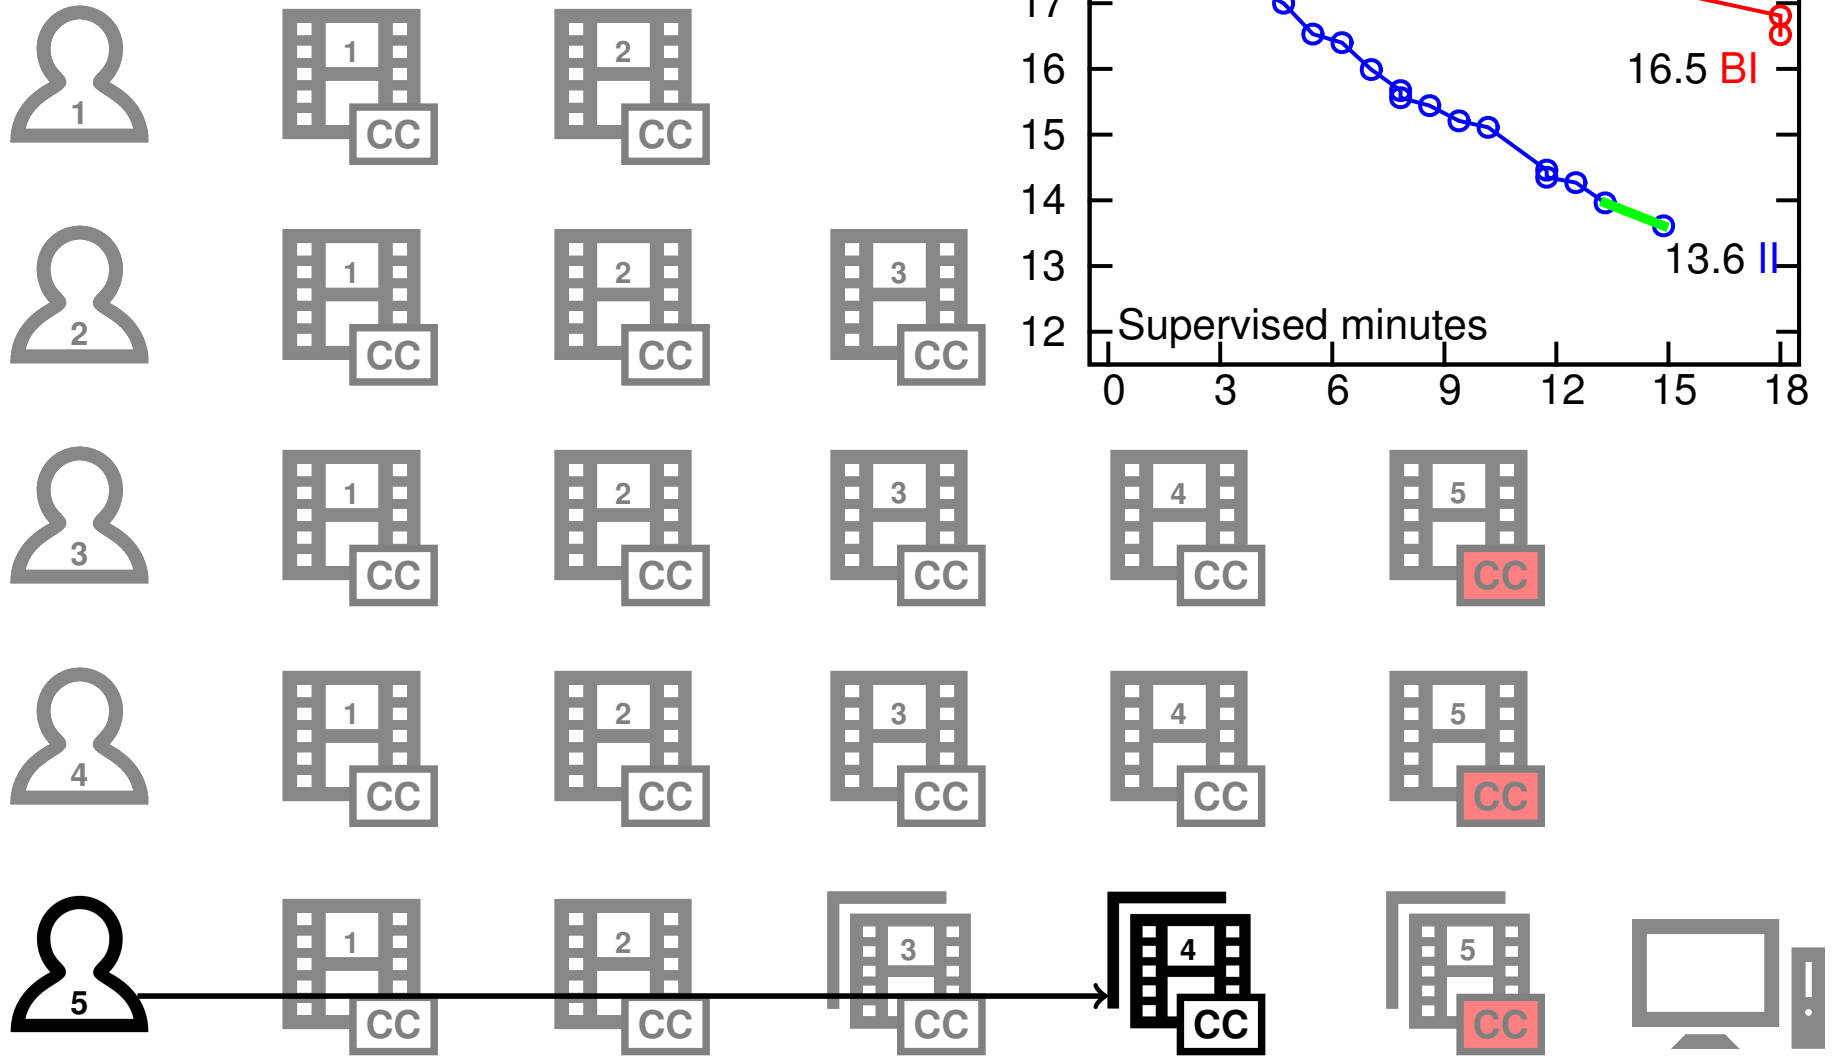 17
16
15
14
13
12
16.5 BI
13.6 II
Supervised minutes
0 3 6 9 12 15 18
1 1 CC 2 CC
2 1 CC 2 CC 3 CC
3 1 CC 2 CC 3 CC 4 CC 5 CC
4 1 CC 2 CC 3 CC 4 CC 5 CC
5 1 CC 2 CC 3 CC 4 CC 5 CC